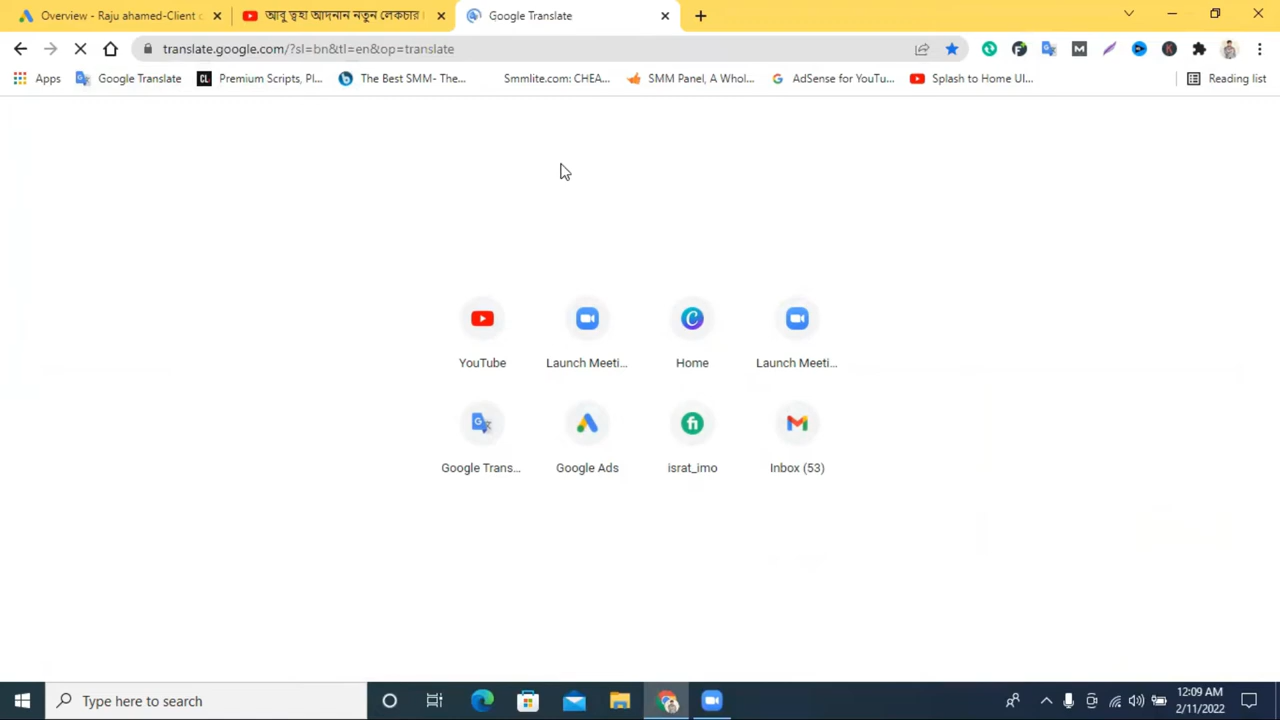 Overview - Raju ahamed-Client
আবু ত্বহা আদনান নতুন লেকচার
Google Translate
translate.google.com/?sl=bn&tl=en&op=translate
Apps
Google Translate
Premium Scripts, Pl...
The Best SMM- The...
Smmlite.com: CHEA...
SMM Panel, A Whol...
AdSense for YouTu...
Splash to Home UI...
Reading list
YouTube
Launch Meeti...
Home
Launch Meeti...
Google Trans...
Google Ads
israt_imo
Inbox (53)
Type here to search
12:09 AM
2/11/2022